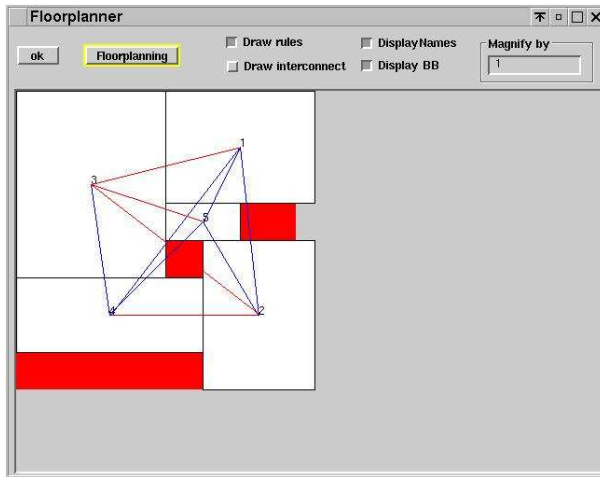 Floorplanner
ok
Floorplanning
Draw rules
DisplayNames
Magnify by
Draw interconnect
Display BB
1
1
3
5
4
2